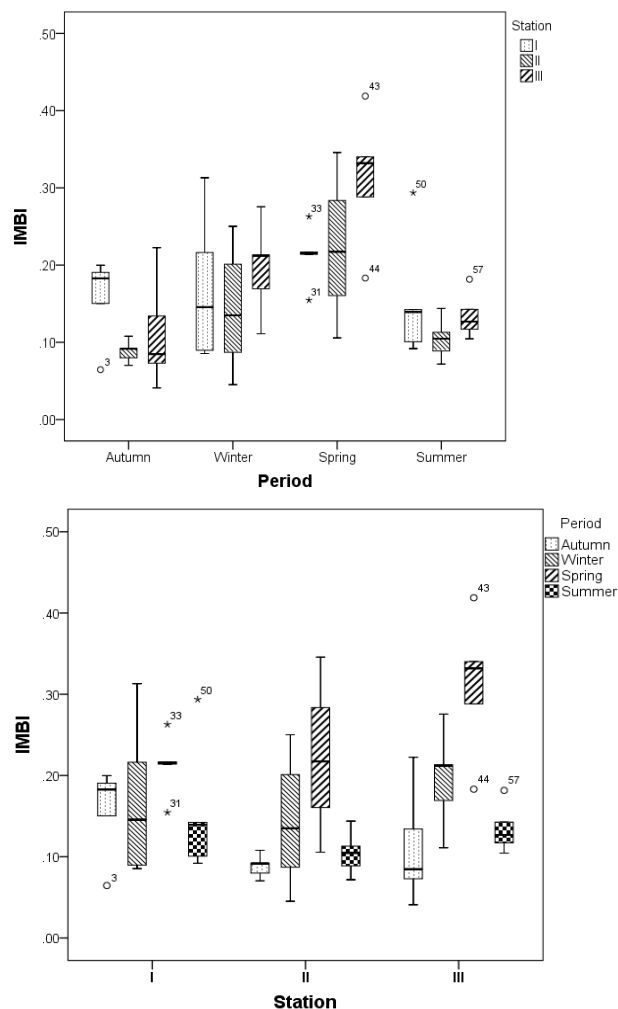 .50
.40
.30
.20
.10
.00
IMBI
Station
I
II
III
43
33
31
44
50
57
3
Autumn Winter Spring Summer
Period
.50
.40
.30
.20
.10
.00
IMBI
Period
Autumn
Winter
Spring
Summer
43
33
50
31
44
57
3
I II III
Station